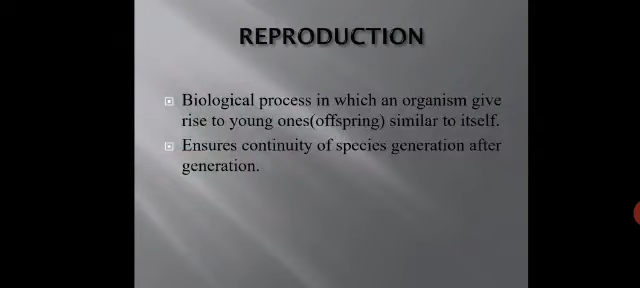 REPRODUCTION
Biological process in which an organism give
rise to young ones(offspring) similar to itself.
Ensures continuity of species generation after
generation.